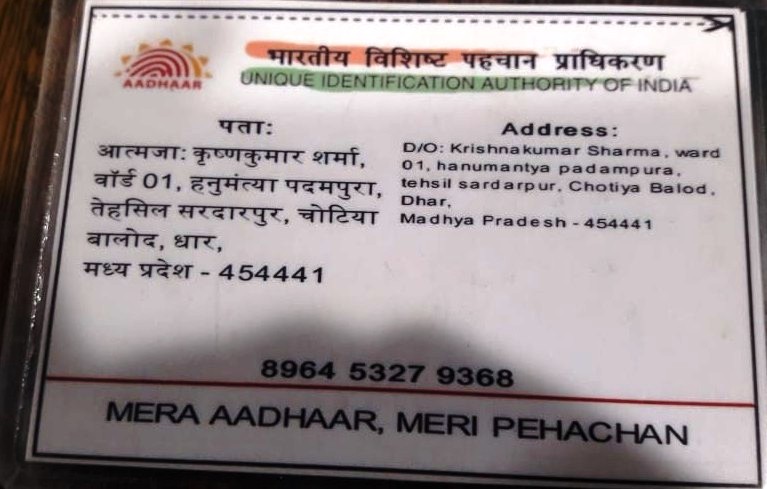 AADHAAR
भारतीय विशिष्ट पहचान प्राधिकरण
UNIQUE IDENTIFICATION AUTHORITY OF INDIA
पता:
आत्मजा: कृष्णकुमार शर्मा,
वॉर्ड 01, हनुमंत्या पदमपुरा,
तेहसिल सरदारपुर, चोटिया
बालोद, धार,
मध्य प्रदेश - 454441
Address:
D/O: Krishnakumar Sharma, ward
01, hanumantya padampura,
tehsil sardarpur, Chotiya Balod,
Dhar,
Madhya Pradesh - 454441
8964 5327 9368
MERA AADHAAR, MERI PEHACHAN